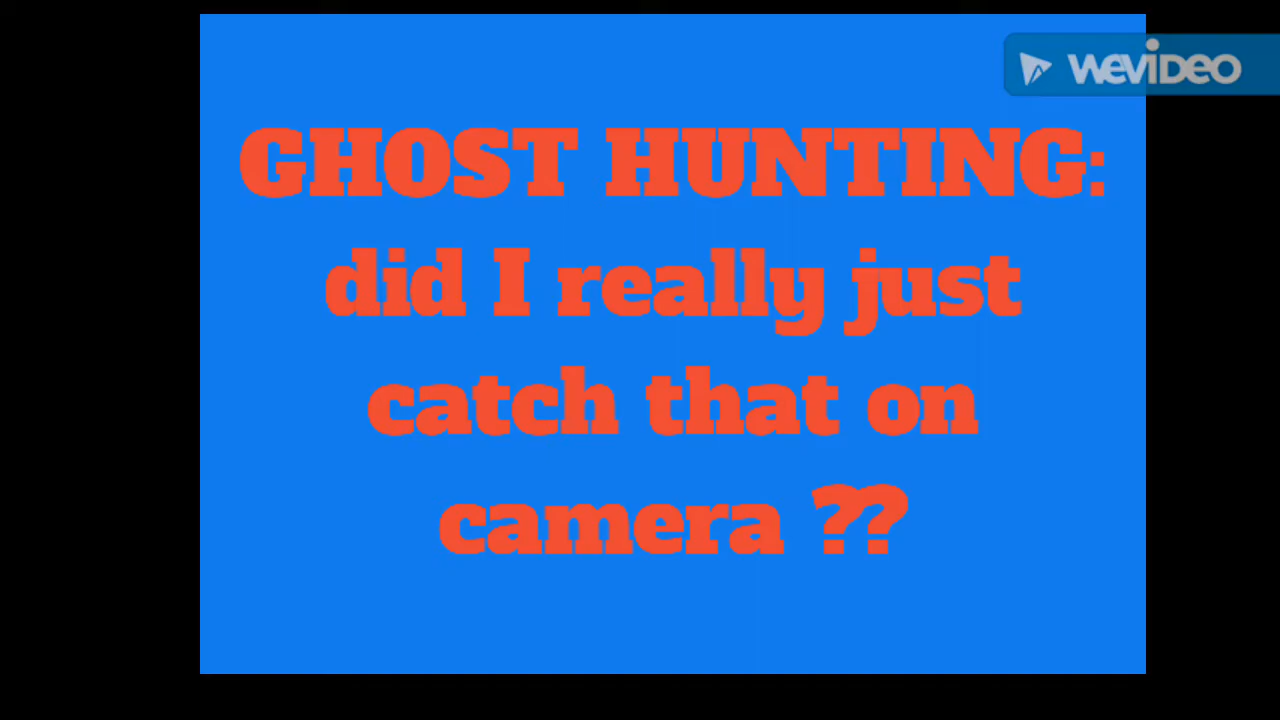 WEVIDEO
GHOST HUNTING:
did I really just
catch that on
camera ??